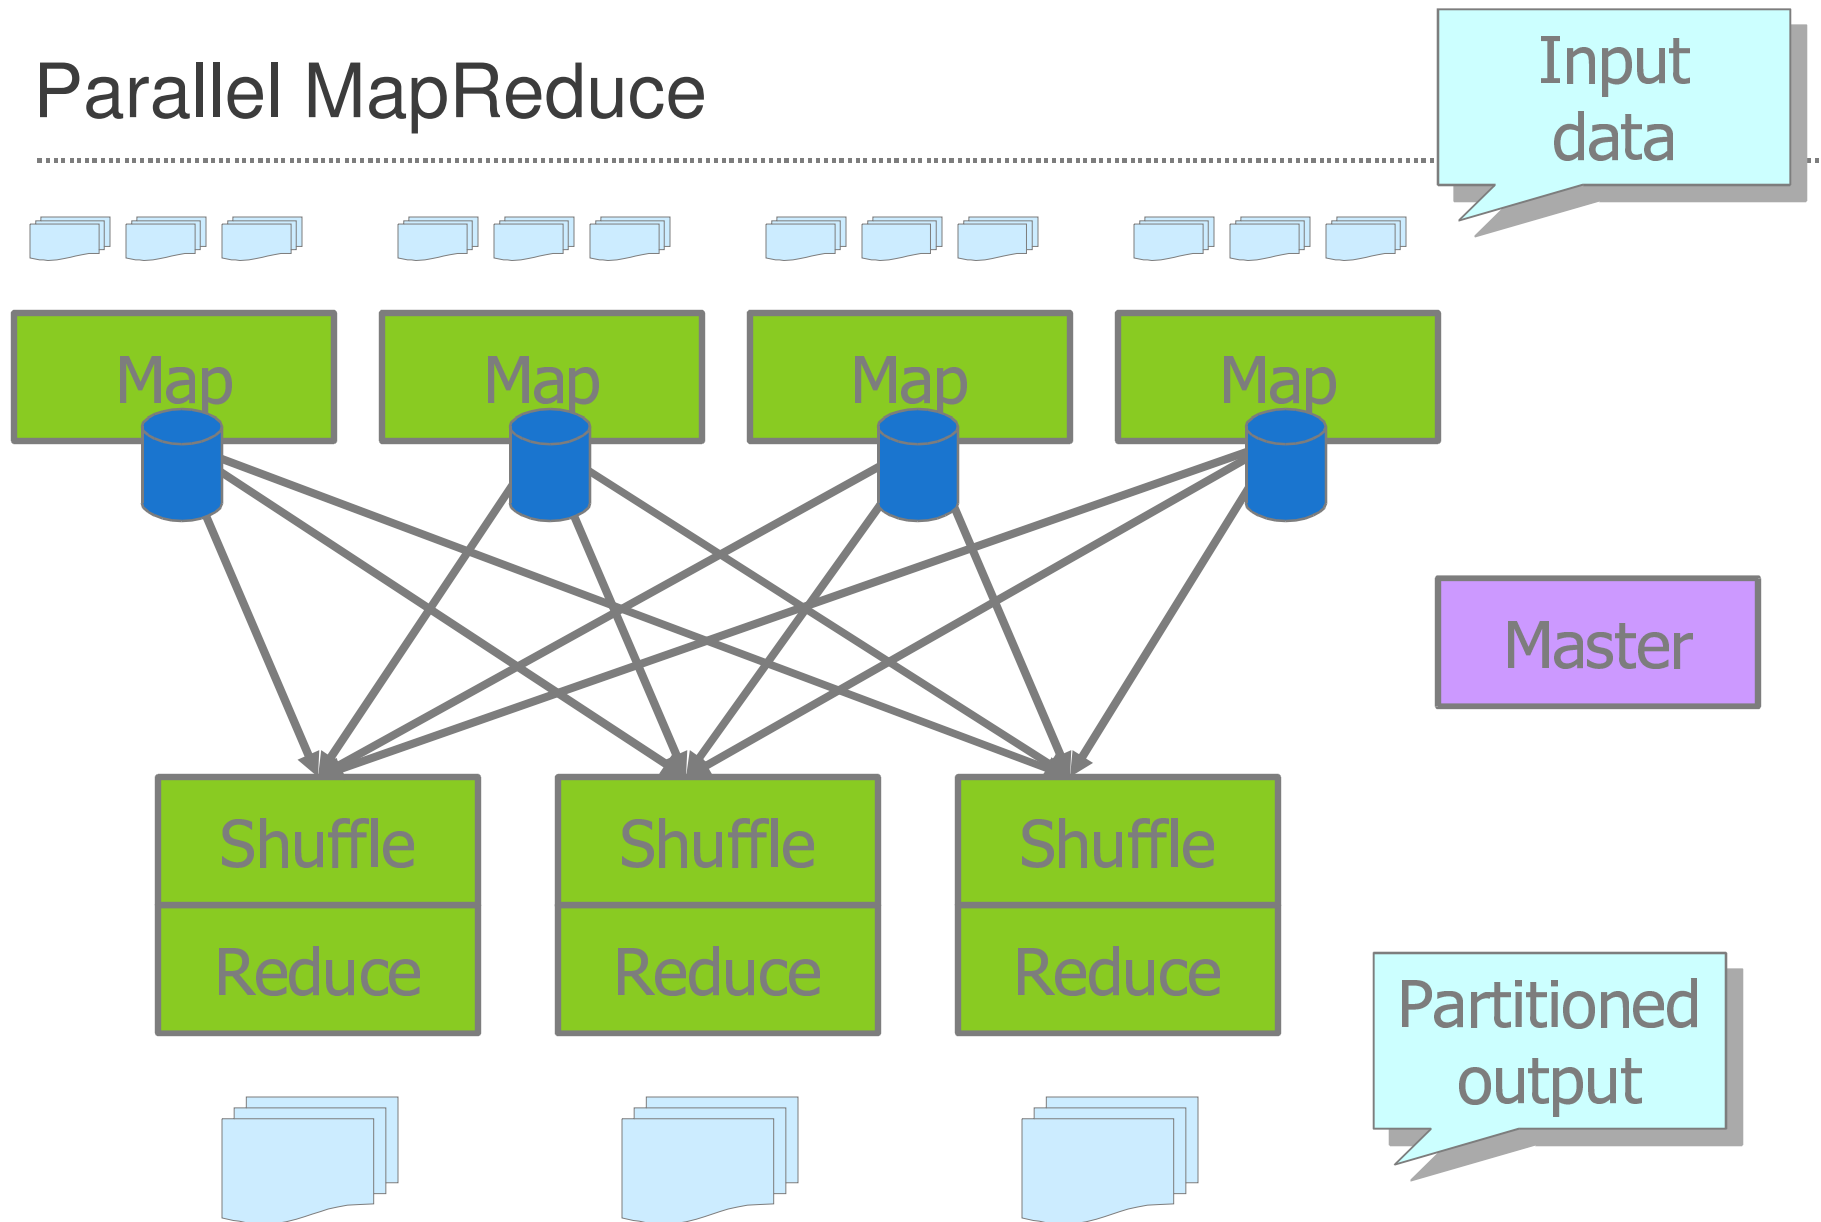 Parallel MapReduce
Input
data
Map
Map
Map
Map
Master
Shuffle
Shuffle
Shuffle
Reduce
Reduce
Reduce
Partitioned
output